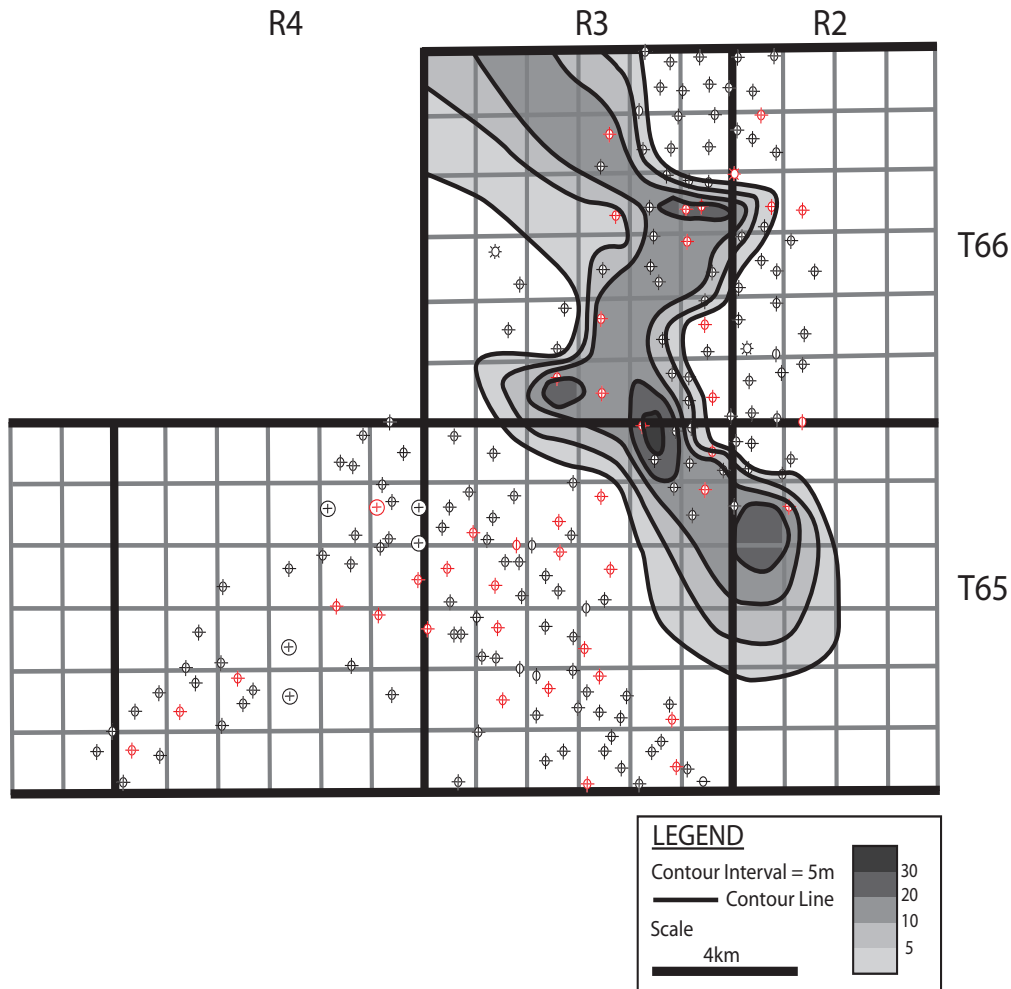 R4 R3 R2
T66
T65
LEGEND
Contour Interval = 5m
Contour Line
Scale
4km
30
20
10
5